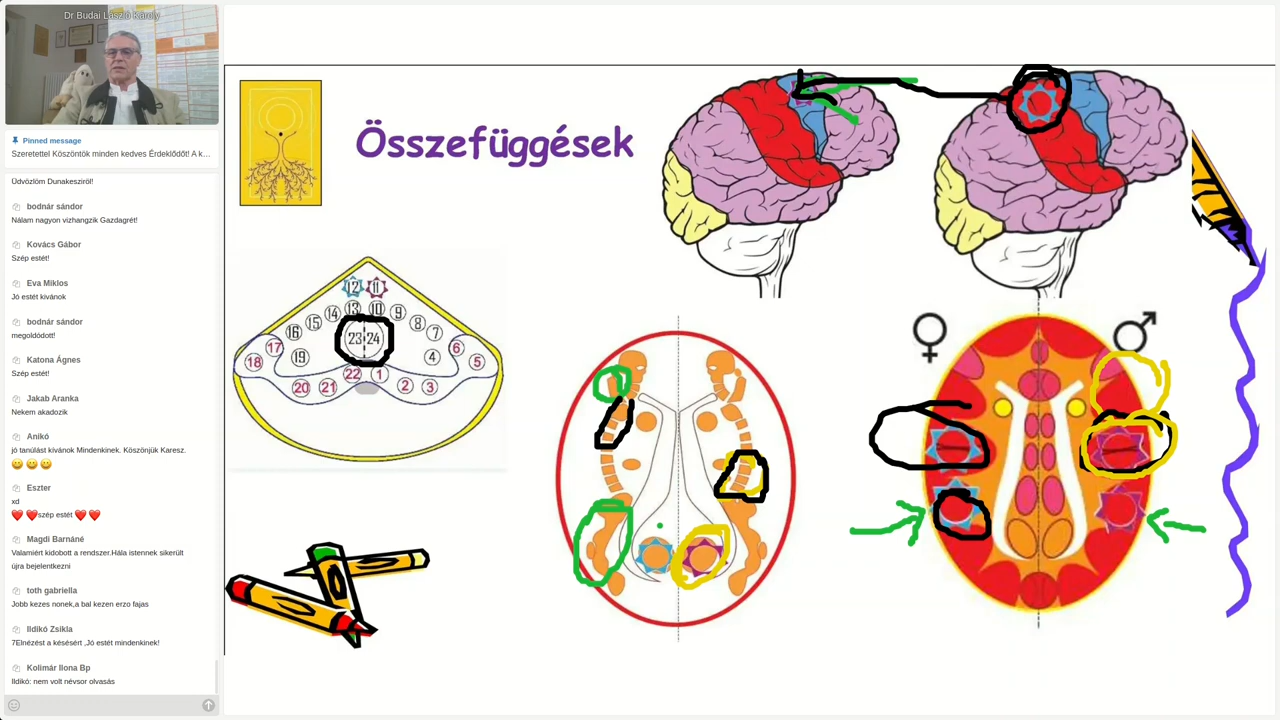 Dr Budai László Károly
Pinned message
Szeretettel Köszöntök minden kedves Érdeklődőt! A k...
Üdvözlöm Dunakesziröl!
bodnár sándor
Nálam nagyon vizhangzik Gazdagrét!
Kovács Gábor
Szép estét!
Eva Miklos
Jó estét kivánok
bodnár sándor
megoldódott!
Katona Ágnes
Szép estét!
Jakab Aranka
Nekem akadozik
Anikó
jó tanúlást kívánok Mindenkinek. Köszönjük Karesz.
Eszter
xd
szép estét
Magdi Barnáné
Valamiért kidobott a rendszer.Hála istennek sikerült
újra bejelentkezni
toth gabriella
Jobb kezes nonek,a bal kezen erzo fajas
Ildikó Zsikla
7Elnézést a késésért ,Jó estét mindenkinek!
Kolimár Ilona Bp
Ildikó: nem volt névsor olvasás
Összefüggések
12 11
13 10
14 9
15 8
16 7
23 24
17 6
18 19 4 5
22 1
20 21 2 3